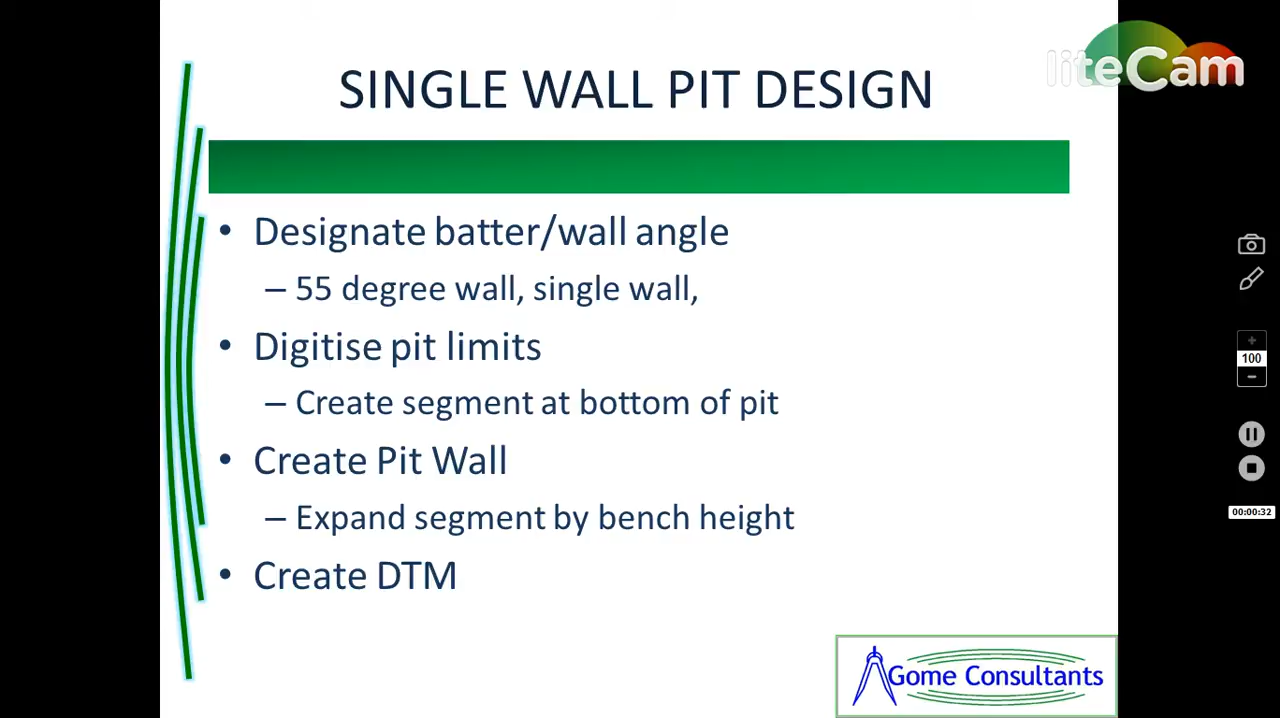 liteCam
SINGLE WALL PIT DESIGN
• Designate batter/wall angle
– 55 degree wall, single wall,
• Digitise pit limits
– Create segment at bottom of pit
• Create Pit Wall
– Expand segment by bench height
• Create DTM
100
00:00:32
Gome Consultants